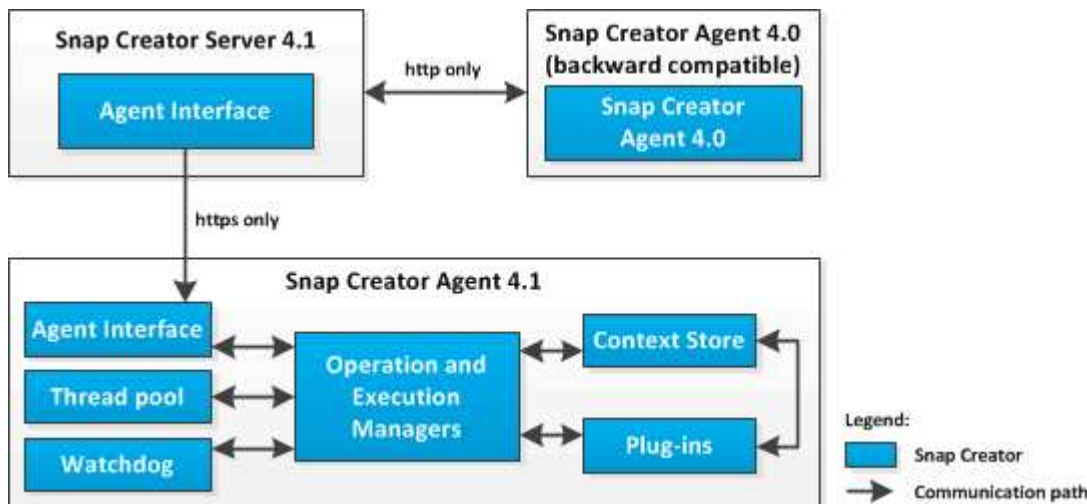 Snap Creator Server 4.1
Agent Interface
http only
Snap Creator Agent 4.0
(backward compatible)
Snap Creator
Agent 4.0
https only
Snap Creator Agent 4.1
Agent Interface
Thread pool
Watchdog
Operation and
Execution
Managers
Context Store
Plug-ins
Legend:
Snap Creator
Communication path